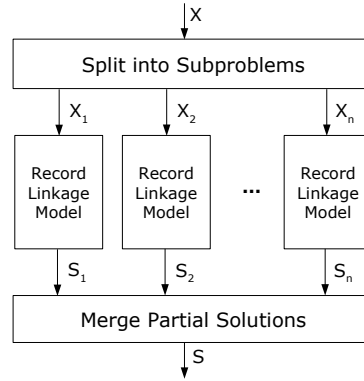 X
Split into Subproblems
X1 X2 Xn
Record Linkage Model
Record Linkage Model
...
Record Linkage Model
S1 S2 Sn
Merge Partial Solutions
S